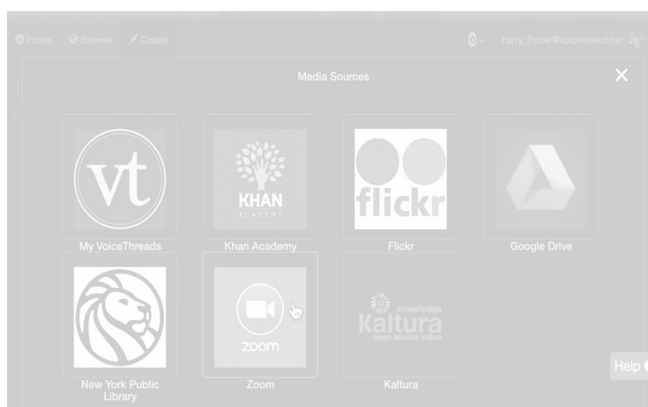 Home Browse Create 0 harry_Potter@voicethread.net
Media Sources
vt
KHAN
ACADEMY
flickr
My VoiceThreads Khan Academy Flickr Google Drive
zoom
knowledge
Kaltura
open source video
Help
New York Public Zoom Kaltura
Library